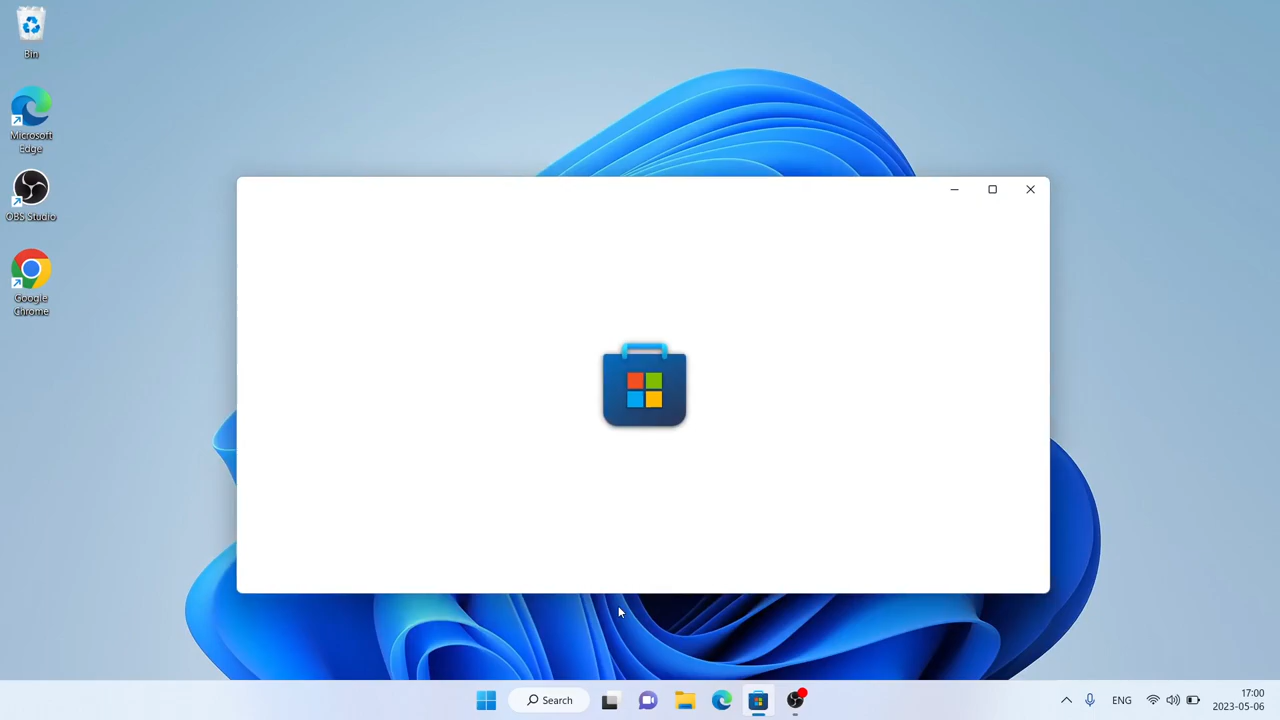 Bin
Microsoft
Edge
OBS Studio
Google
Chrome
Search
ENG
17:00
2023-05-06